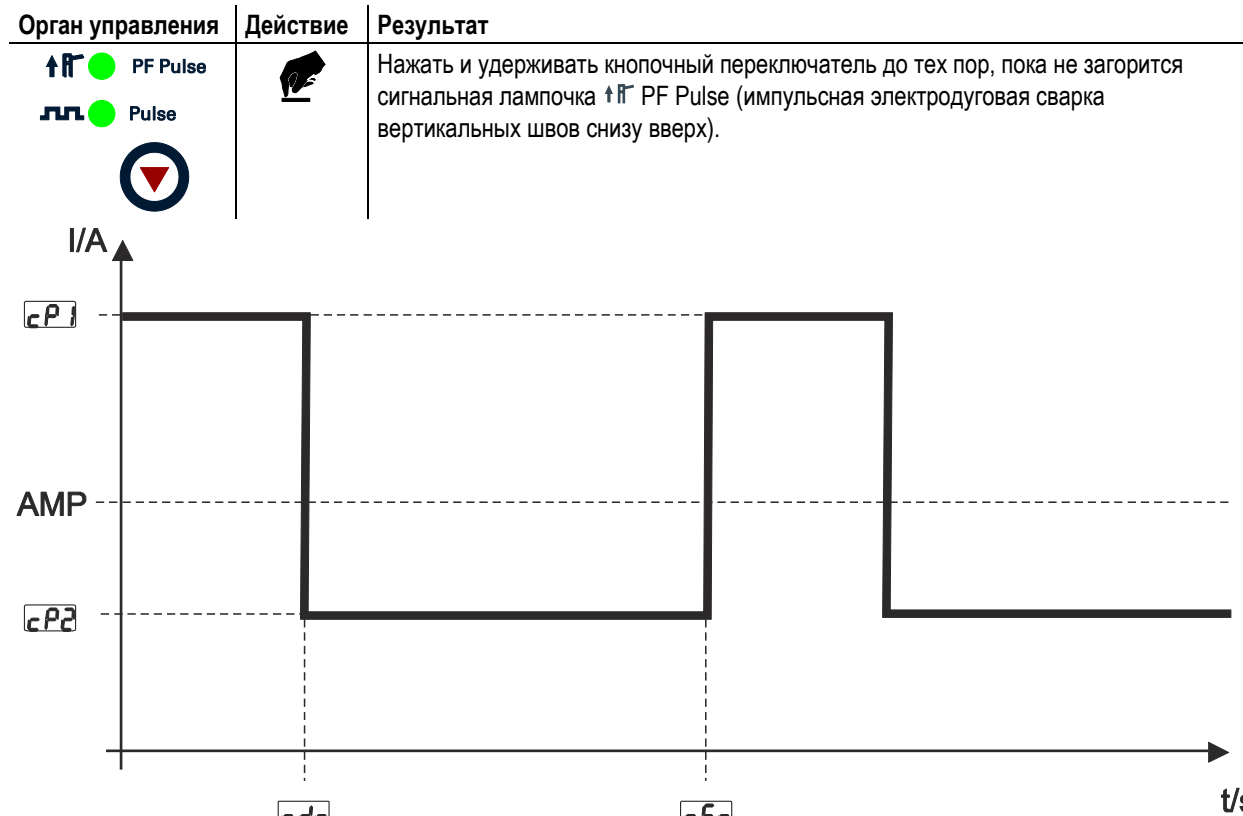 Орган управления Действие Результат
PF Pulse
Pulse
Нажать и удерживать кнопочный переключатель до тех пор, пока не загорится
сигнальная лампочка PF Pulse (импульсная электродуговая сварка
вертикальных швов снизу вверх).
I/A
cP1
AMP
cP2
t/s